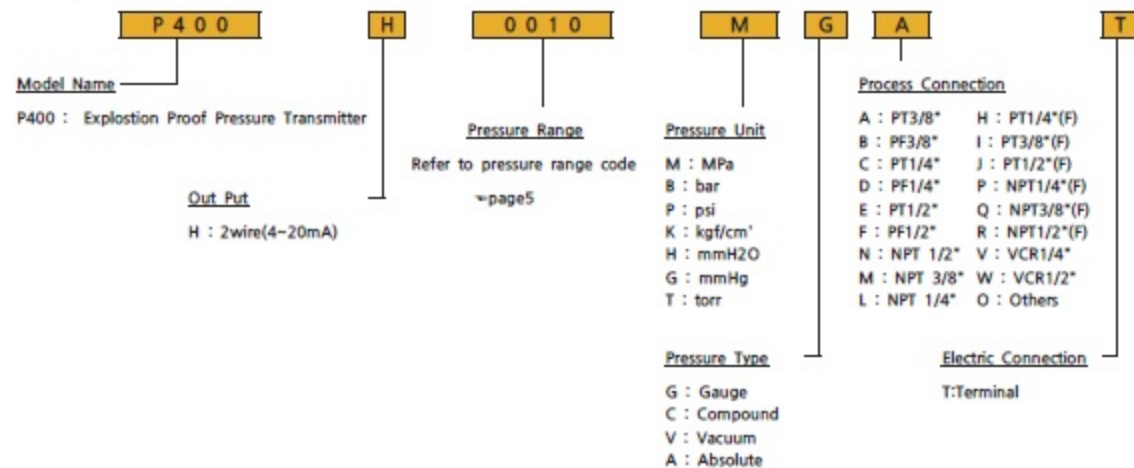 P400 H 0010 M G A T
Model Name
P400 : Explostion Proof Pressure Transmitter
Out Put
H : 2wire(4~20mA)
Pressure Range
Refer to pressure range code
☜page5
Pressure Unit
M : MPa
B : bar
P : psi
K : kgf/cm'
H : mmH2O
G : mmHg
T : torr
Pressure Type
G : Gauge
C : Compound
V : Vacuum
A : Absolute
Process Connection
A : PT3/8" H : PT1/4"(F)
B : PF3/8" I : PT3/8"(F)
C : PT1/4" J : PT1/2"(F)
D : PF1/4" P : NPT1/4"(F)
E : PT1/2" Q : NPT3/8"(F)
F : PF1/2" R : NPT1/2"(F)
N : NPT 1/2" V : VCR1/4"
M : NPT 3/8" W : VCR1/2"
L : NPT 1/4" O : Others
Electric Connection
T:Terminal